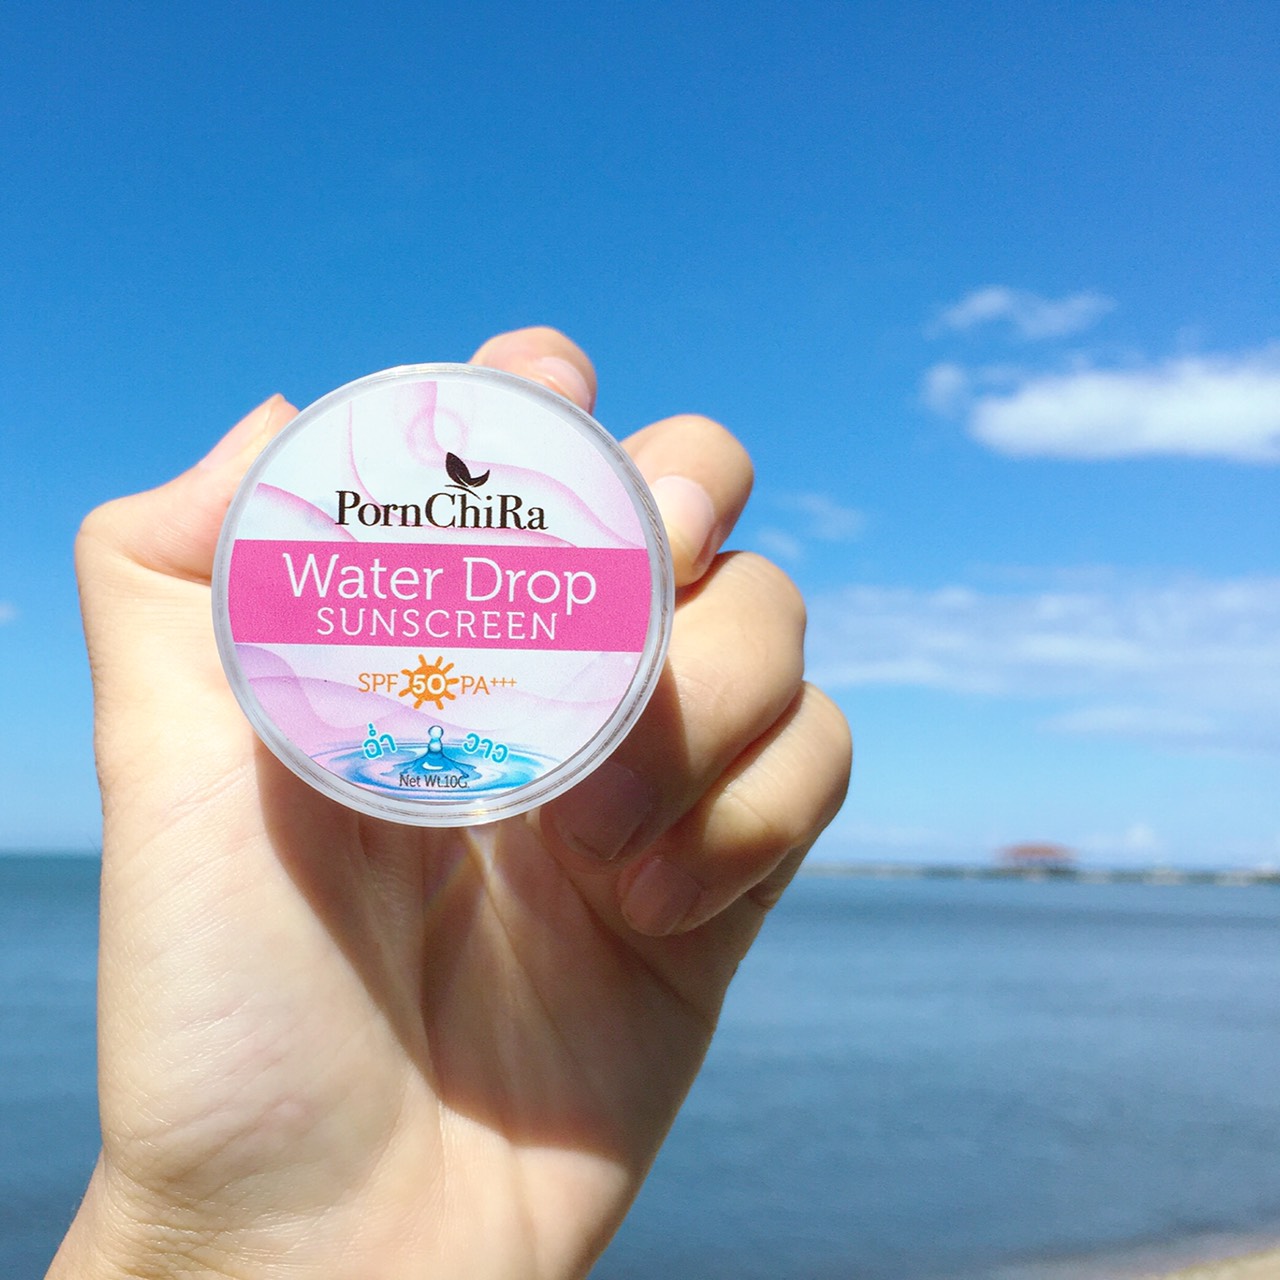 PornChiRa
Water Drop
SUNSCREEN
SPF 50 PA+++
ฉ่ำ วาว
Net Wt.10G.